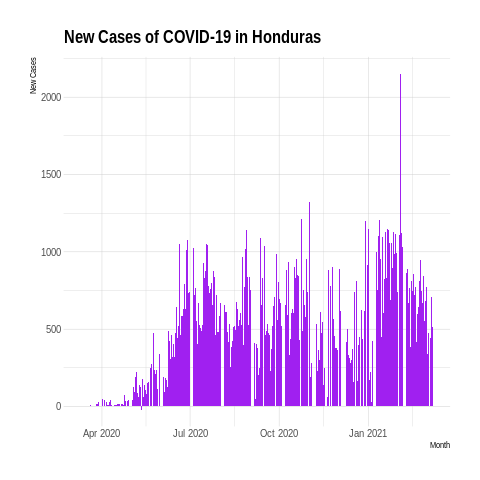 New Cases of COVID-19 in Honduras
New Cases
2000
1500
1000
500
0
Apr 2020 Jul 2020 Oct 2020 Jan 2021
Month